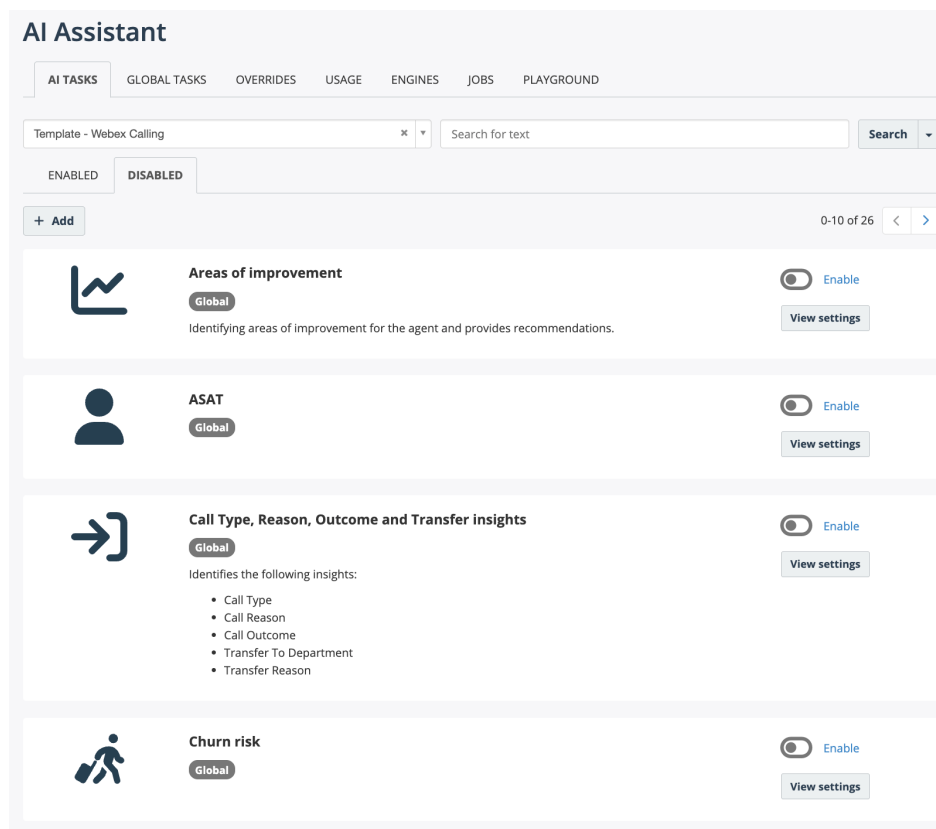 AI Assistant
AI TASKS GLOBAL TASKS OVERRIDES USAGE ENGINES JOBS PLAYGROUND
Template - Webex Calling × Search for text Search
ENABLED DISABLED
+ Add 0-10 of 26 < >
Areas of improvement
Enable
Global
View settings
Identifying areas of improvement for the agent and provides recommendations.
ASAT
Enable
Global
View settings
Call Type, Reason, Outcome and Transfer insights
Enable
Global
View settings
Identifies the following insights:
• Call Type
• Call Reason
• Call Outcome
• Transfer To Department
• Transfer Reason
Churn risk
Enable
Global
View settings